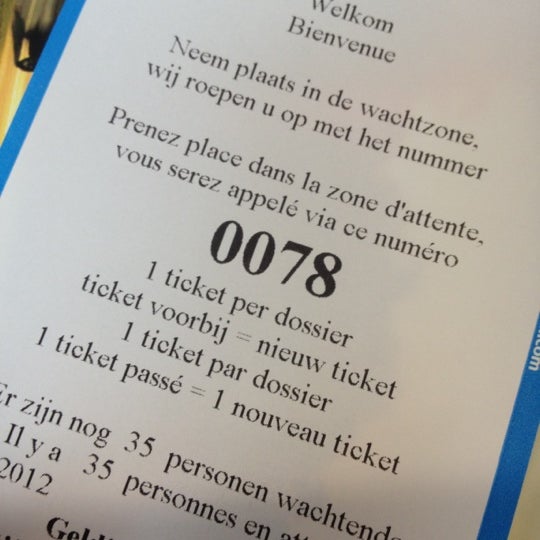 Welkom
Bienvenue
Neem plaats in de wachtzone,
wij roepen u op met het nummer
Prenez place dans la zone d'attente,
vous serez appelé via ce numéro
0078
1 ticket per dossier
ticket voorbij = nieuw ticket
1 ticket par dossier
1 ticket passé = 1 nouveau ticket
Er zijn nog 35 personen wachtende
Il y a 35 personnes en
2012
.com